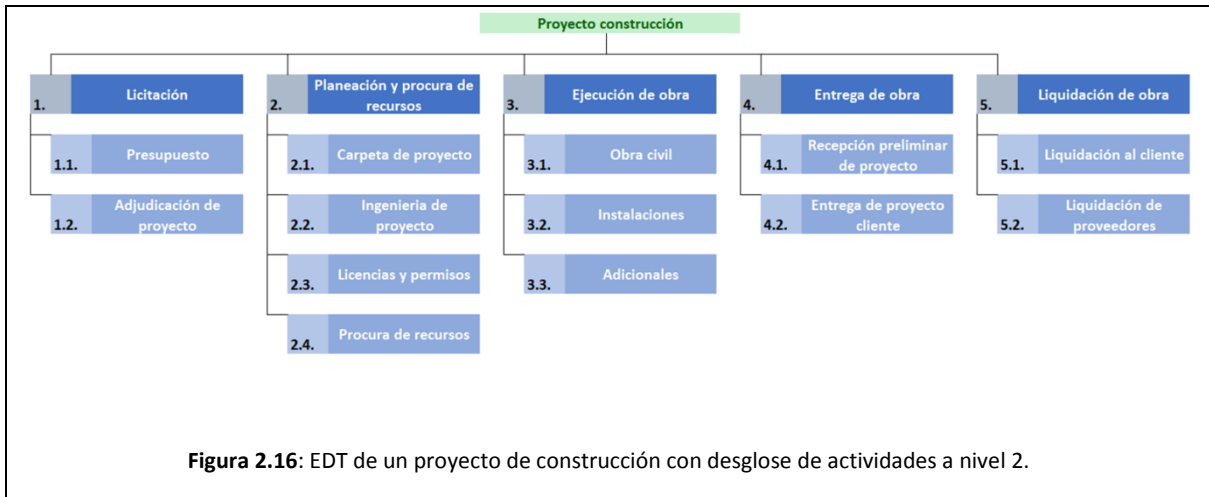 Proyecto construcción
1. Licitación
1.1. Presupuesto
1.2. Adjudicación de
proyecto
2. Planeación y procura de
recursos
2.1. Carpeta de proyecto
2.2. Ingenieria de
proyecto
2.3. Licencias y permisos
2.4. Procura de recursos
3. Ejecución de obra
3.1. Obra civil
3.2. Instalaciones
3.3. Adicionales
4. Entrega de obra
4.1. Recepción preliminar
de proyecto
4.2. Entrega de proyecto
cliente
5. Liquidación de obra
5.1. Liquidación al cliente
5.2. Liquidación de
proveedores
Figura 2.16: EDT de un proyecto de construcción con desglose de actividades a nivel 2.